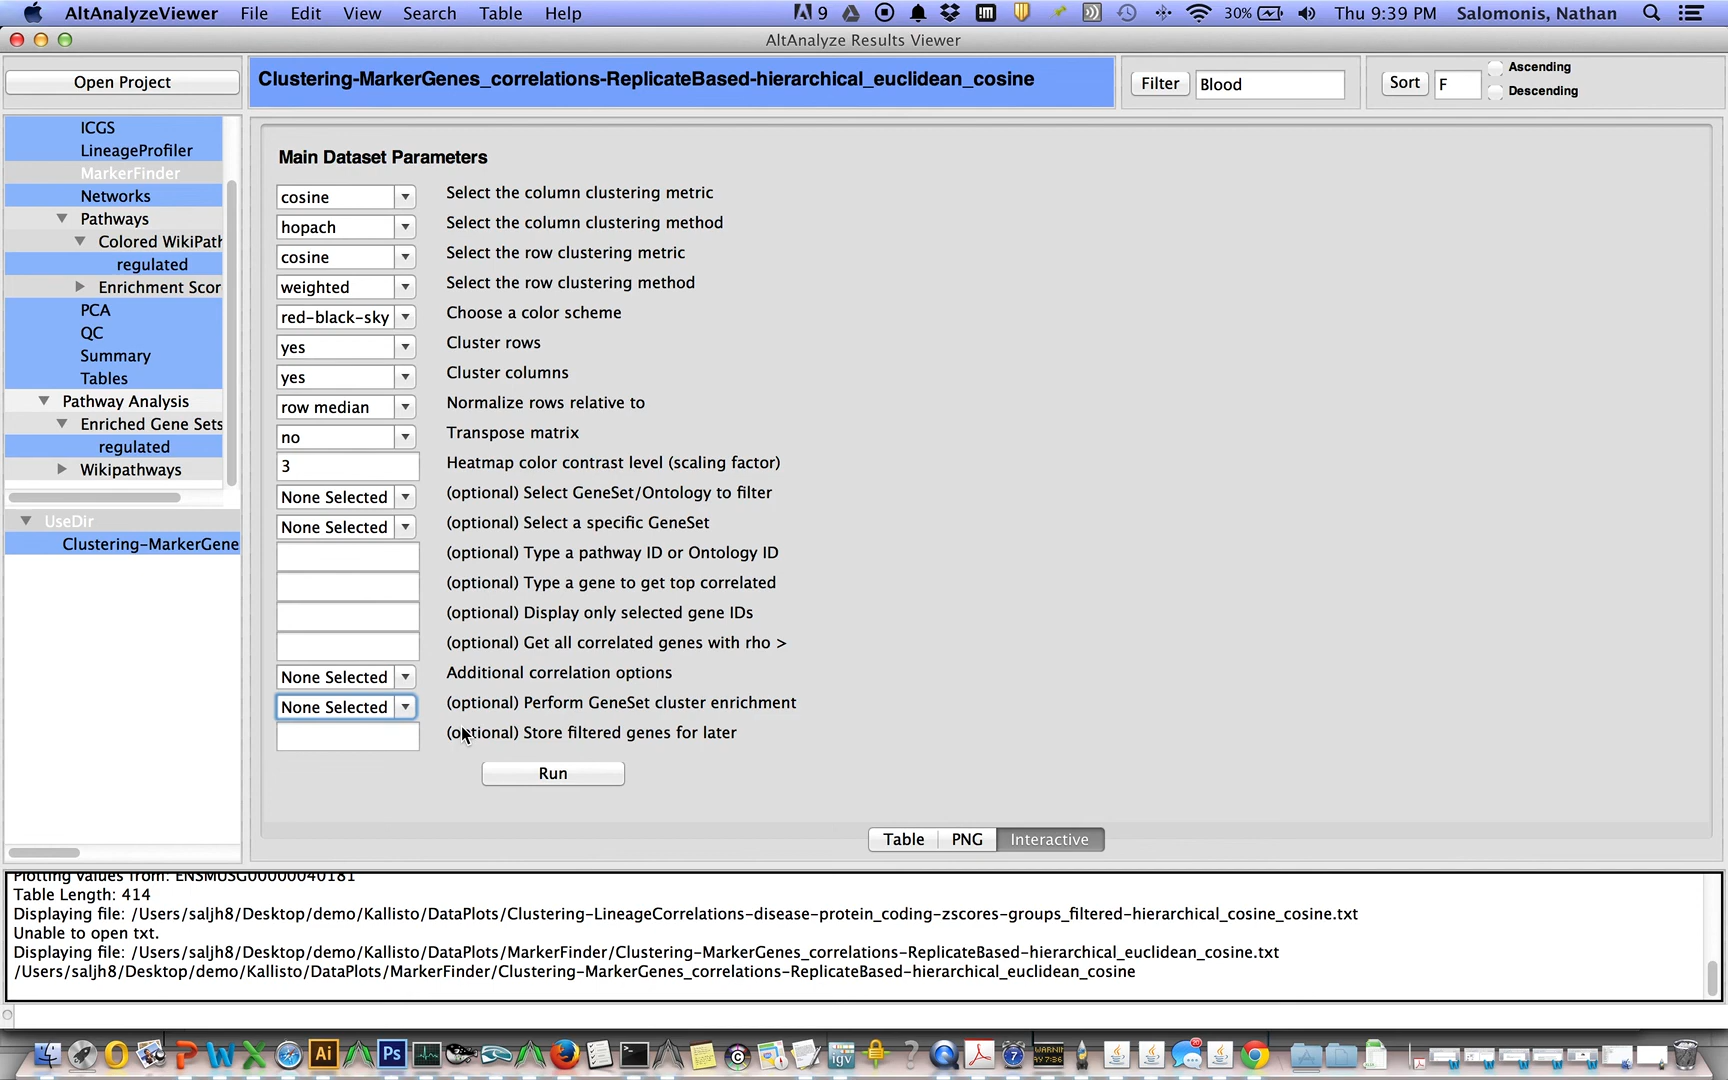 AltAnalyzeViewer File Edit View Search Table Help 9 30% Thu 9:39 PM Salomonis, Nathan
AltAnalyze Results Viewer
Open Project
Clustering-MarkerGenes_correlations-ReplicateBased-hierarchical_euclidean_cosine
Filter Blood
Sort F
Ascending
Descending
ICGS
LineageProfiler
MarkerFinder
Networks
Pathways
Colored WikiPath
regulated
Enrichment Scor
PCA
QC
Summary
Tables
Pathway Analysis
Enriched Gene Sets
regulated
Wikipathways
UseDir
Clustering-MarkerGene
Main Dataset Parameters
cosine Select the column clustering metric
hopach Select the column clustering method
cosine Select the row clustering metric
weighted Select the row clustering method
red-black-sky Choose a color scheme
yes Cluster rows
yes Cluster columns
row median Normalize rows relative to
no Transpose matrix
3 Heatmap color contrast level (scaling factor)
None Selected (optional) Select GeneSet/Ontology to filter
None Selected (optional) Select a specific GeneSet
(optional) Type a pathway ID or Ontology ID
(optional) Type a gene to get top correlated
(optional) Display only selected gene IDs
(optional) Get all correlated genes with rho >
None Selected Additional correlation options
None Selected (optional) Perform GeneSet cluster enrichment
(optional) Store filtered genes for later
Run
Table PNG Interactive
Plotting values from: ENSMUSG00000040181
Table Length: 414
Displaying file: /Users/saljh8/Desktop/demo/Kallisto/DataPlots/Clustering-LineageCorrelations-disease-protein_coding-zscores-groups_filtered-hierarchical_cosine_cosine.txt
Unable to open txt.
Displaying file: /Users/saljh8/Desktop/demo/Kallisto/DataPlots/MarkerFinder/Clustering-MarkerGenes_correlations-ReplicateBased-hierarchical_euclidean_cosine.txt
/Users/saljh8/Desktop/demo/Kallisto/DataPlots/MarkerFinder/Clustering-MarkerGenes_correlations-ReplicateBased-hierarchical_euclidean_cosine
Ai
Ps
igv
20